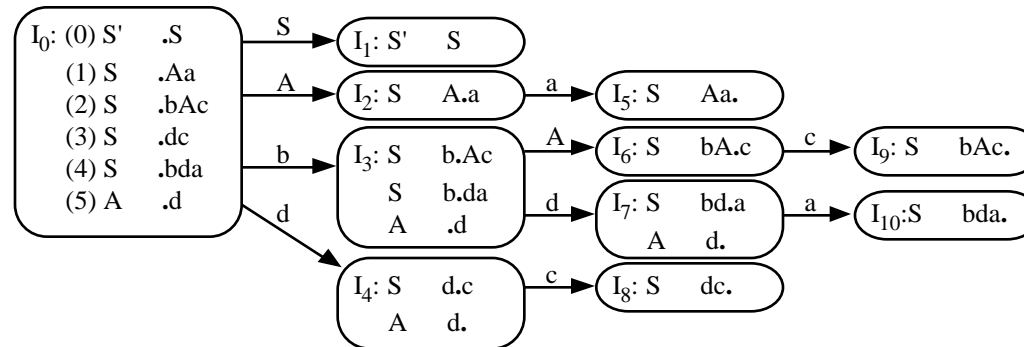 I0: (0) S' .S
(1) S .Aa
(2) S .bAc
(3) S .dc
(4) S .bda
(5) A .d
S
I1: S' S
A
I2: S A.a
a
I5: S Aa.
b
I3: S b.Ac
S b.da
A .d
A
I6: S bA.c
c
I9: S bAc.
d
I7: S bd.a
A d.
a
I10:S bda.
d
I4: S d.c
A d.
c
I8: S dc.